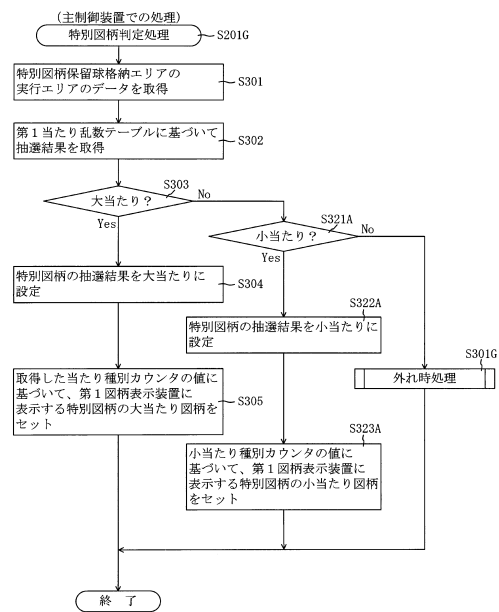 (主制御装置での処理)
特別図柄判定処理
S201G
特別図柄保留球格納エリアの
実行エリアのデータを取得
S301
第1当たり乱数テーブルに基づいて
抽選結果を取得
S302
大当たり?
S303
No
Yes
小当たり?
S321A
No
Yes
特別図柄の抽選結果を大当たりに
設定
S304
特別図柄の抽選結果を小当たりに
設定
S322A
外れ時処理
S301G
取得した当たり種別カウンタの値に
基づいて、第1図柄表示装置に
表示する特別図柄の大当たり図柄を
セット
S305
小当たり種別カウンタの値に
基づいて、第1図柄表示装置に
表示する特別図柄の小当たり図柄
をセット
S323A
終 了